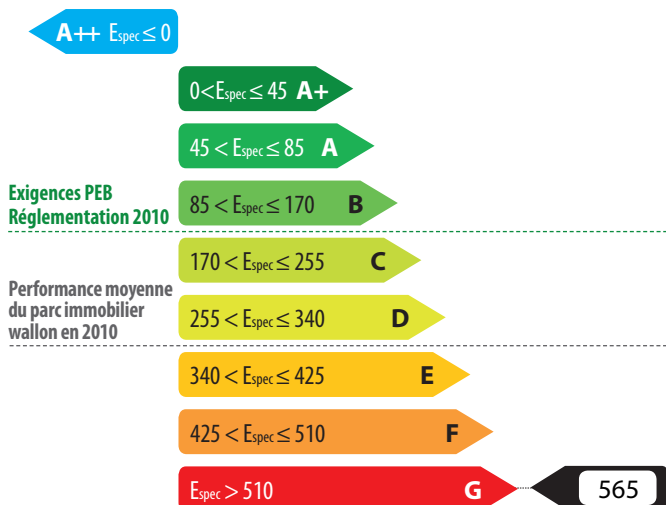 A++ Espec ≤ 0
0<Espec ≤ 45 A+
45 < Espec ≤ 85 A
Exigences PEB
Réglementation 2010
85 < Espec ≤ 170 B
170 < Espec ≤ 255 C
Performance moyenne
du parc immobilier
wallon en 2010
255 < Espec ≤ 340 D
340 < Espec ≤ 425 E
425 < Espec ≤ 510 F
Espec > 510 G
565